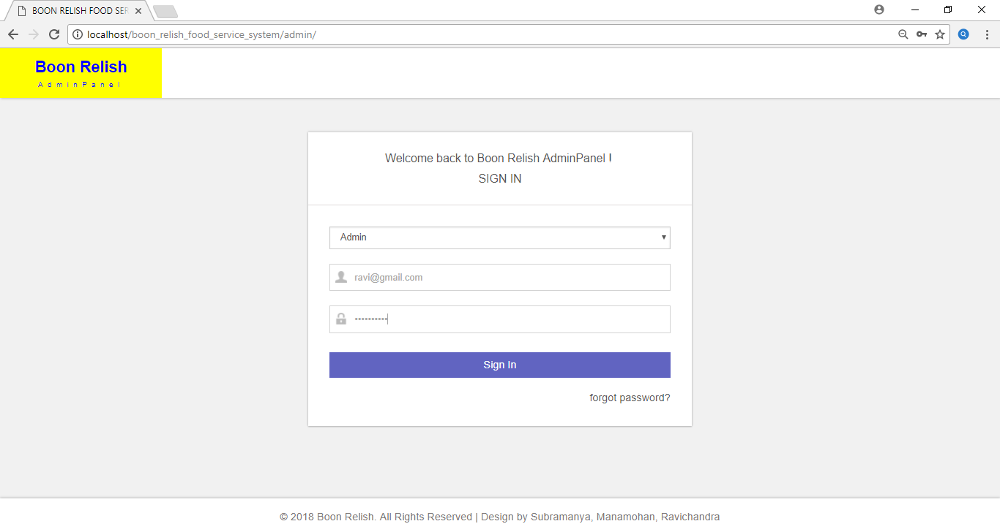 BOON RELISH FOOD SER
localhost/boon_relish_food_service_system/admin/
Boon Relish
AdminPanel
Welcome back to Boon Relish AdminPanel !
SIGN IN
Admin
ravi@gmail.com
••••••••••
Sign In
forgot password?
© 2018 Boon Relish. All Rights Reserved | Design by Subramanya, Manamohan, Ravichandra